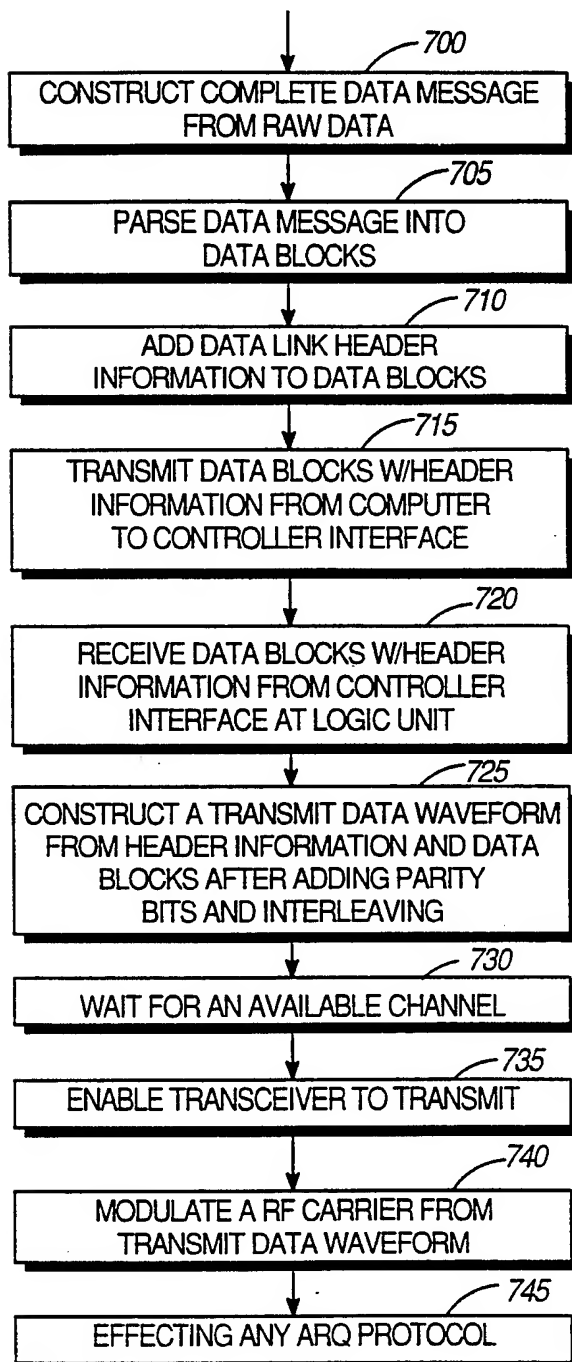 700
CONSTRUCT COMPLETE DATA MESSAGE
FROM RAW DATA
705
PARSE DATA MESSAGE INTO
DATA BLOCKS
710
ADD DATA LINK HEADER
INFORMATION TO DATA BLOCKS
715
TRANSMIT DATA BLOCKS W/HEADER
INFORMATION FROM COMPUTER
TO CONTROLLER INTERFACE
720
RECEIVE DATA BLOCKS W/HEADER
INFORMATION FROM CONTROLLER
INTERFACE AT LOGIC UNIT
725
CONSTRUCT A TRANSMIT DATA WAVEFORM
FROM HEADER INFORMATION AND DATA
BLOCKS AFTER ADDING PARITY
BITS AND INTERLEAVING
730
WAIT FOR AN AVAILABLE CHANNEL
735
ENABLE TRANSCEIVER TO TRANSMIT
740
MODULATE A RF CARRIER FROM
TRANSMIT DATA WAVEFORM
745
EFFECTING ANY ARQ PROTOCOL